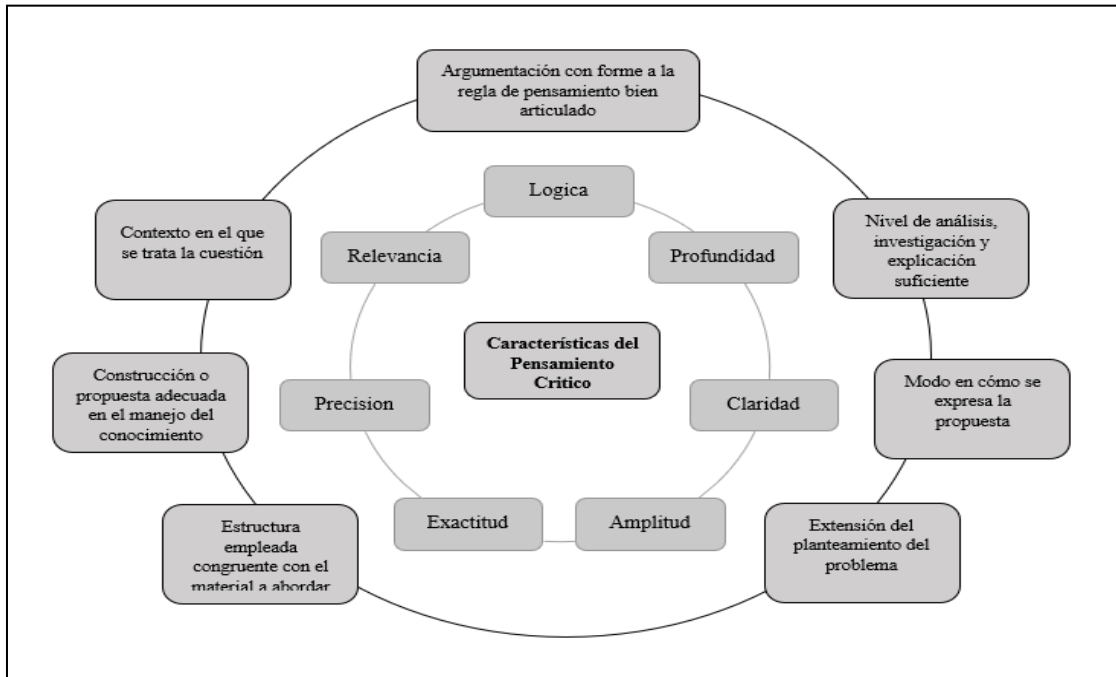 Argumentación con forme a la
regla de pensamiento bien
articulado
Logica
Contexto en el que
se trata la cuestión
Nivel de análisis,
investigación y
explicación
suficiente
Relevancia
Profundidad
Características del
Pensamiento
Critico
Construcción o
propuesta adecuada
en el manejo del
conocimiento
Precision
Claridad
Modo en cómo se
expresa la
propuesta
Estructura
empleada
congruente con el
material a abordar
Exactitud
Amplitud
Extensión del
planteamiento del
problema